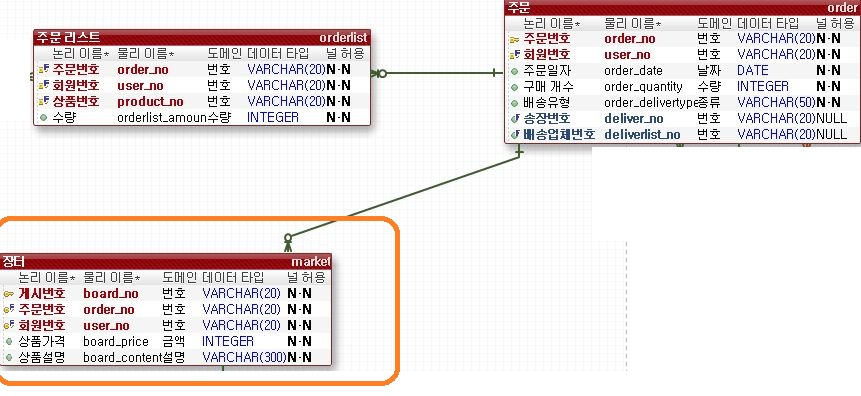 주문 리스트 orderlist
논리 이름* 물리 이름* 도메인 데이터 타입 널 허용
주문번호 order_no 번호 VARCHAR(20) N-N
회원번호 user_no 번호 VARCHAR(20) N-N
상품번호 product_no 번호 VARCHAR(20) N-N
수량 orderlist_amoun 수량 INTEGER N-N
주문 order
논리 이름* 물리 이름* 도메인 데이터 타입 널 허용
주문번호 order_no 번호 VARCHAR(20) N-N
회원번호 user_no 번호 VARCHAR(20) N-N
주문일자 order_date 날짜 DATE N-N
구매 개수 order_quantity 수량 INTEGER N-N
배송유형 order_delivertype 종류 VARCHAR(50) N-N
송장번호 deliver_no 번호 VARCHAR(20) NULL
배송업체번호 deliverlist_no 번호 VARCHAR(20) NULL
장터 market
논리 이름* 물리 이름* 도메인 데이터 타입 널 허용
게시번호 board_no 번호 VARCHAR(20) N-N
주문번호 order_no 번호 VARCHAR(20) N-N
회원번호 user_no 번호 VARCHAR(20) N-N
상품가격 board_price 금액 INTEGER N-N
상품설명 board_content 설명 VARCHAR(300) N-N